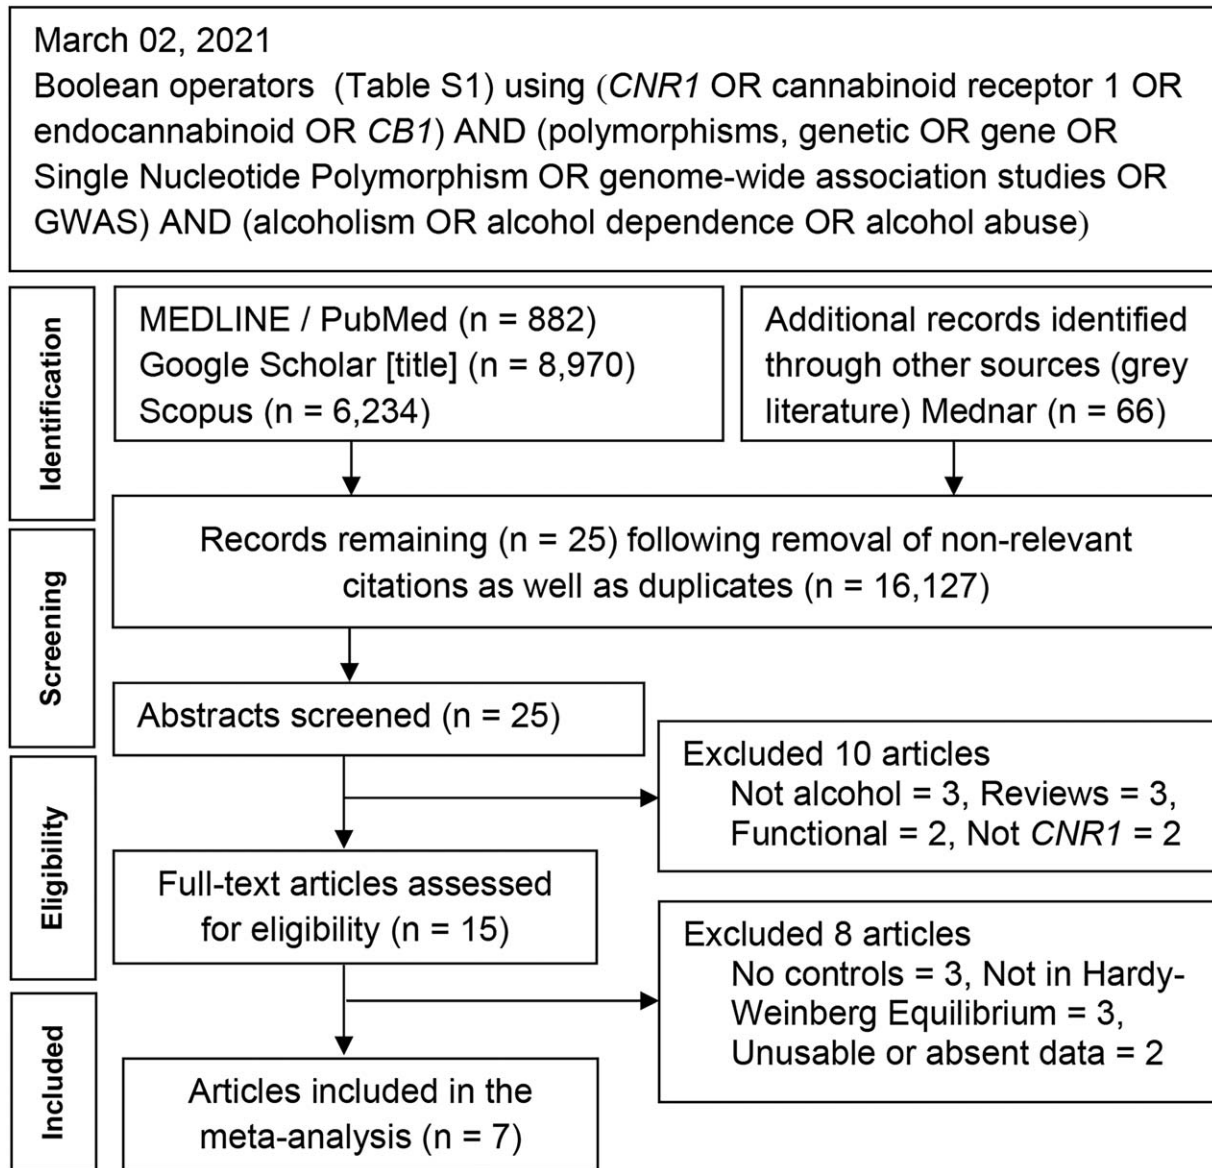 March 02, 2021
Boolean operators (Table S1) using (CNR1 OR cannabinoid receptor 1 OR
endocannabinoid OR CB1) AND (polymorphisms, genetic OR gene OR
Single Nucleotide Polymorphism OR genome-wide association studies OR
GWAS) AND (alcoholism OR alcohol dependence OR alcohol abuse)
Identification
MEDLINE / PubMed (n = 882)
Google Scholar [title] (n = 8,970)
Scopus (n = 6,234)
Additional records identified
through other sources (grey
literature) Mednar (n = 66)
Screening
Records remaining (n = 25) following removal of non-relevant
citations as well as duplicates (n = 16,127)
Abstracts screened (n = 25)
Excluded 10 articles
Not alcohol = 3, Reviews = 3,
Functional = 2, Not CNR1 = 2
Eligibility
Full-text articles assessed
for eligibility (n = 15)
Excluded 8 articles
No controls = 3, Not in Hardy-
Weinberg Equilibrium = 3,
Unusable or absent data = 2
Included
Articles included in the
meta-analysis (n = 7)